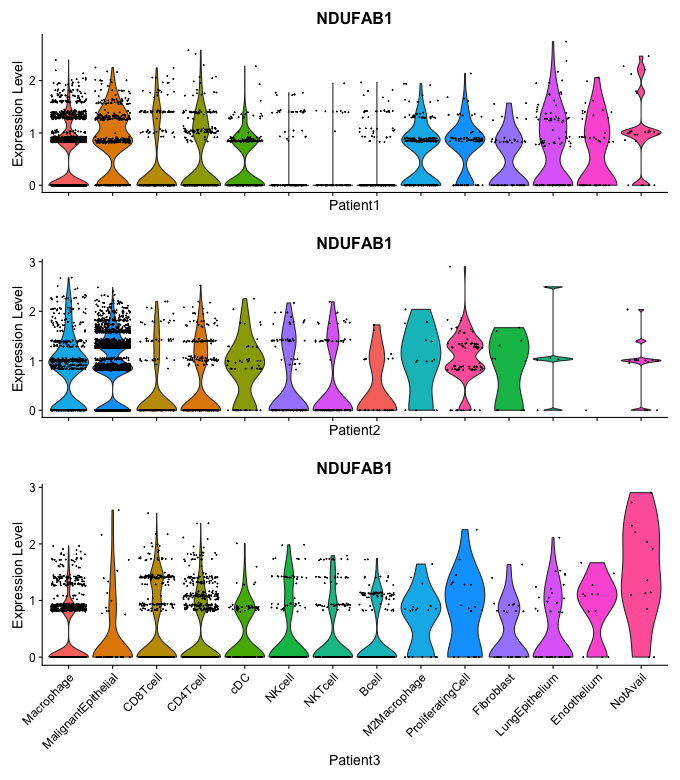 NDUFAB1
Expression Level
2
1
0
Patient1
NDUFAB1
Expression Level
3
2
1
0
Patient2
NDUFAB1
Expression Level
3
2
1
0
Macrophage
MalignantEpithelial
CD8Tcell
CD4Tcell
cDC
NKcell
NKTcell
Bcell
M2Macrophage
ProliferatingCell
Fibroblast
LungEpithelium
Endothelium
NotAvail
Patient3